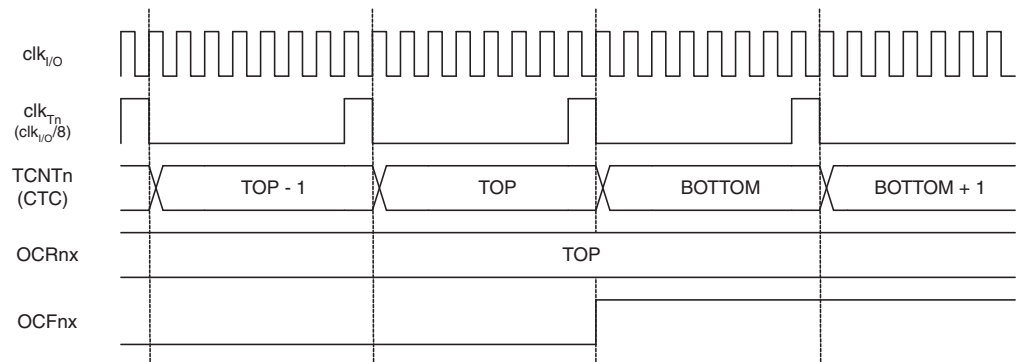 clkI/O
clkTn
(clkI/O/8)
TCNTn
(CTC)
TOP - 1
TOP
BOTTOM
BOTTOM + 1
OCRnx
TOP
OCFnx